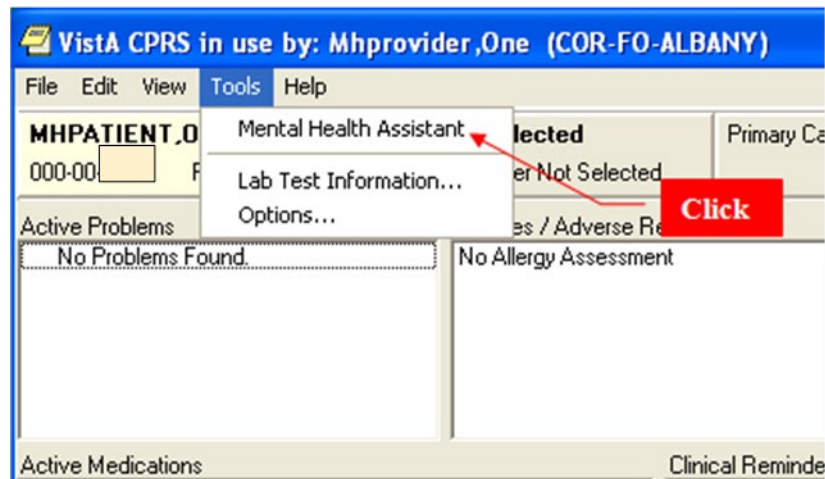 VistA CPRS in use by: Mhprovider,One (COR-FO-ALBANY)
File Edit View Tools Help
MHPATIENT,O
Mental Health Assistant
lected
Primary Ca
000-00-
Lab Test Information...
er Not Selected
Click
Options...
Active Problems
es / Adverse Re
No Problems Found.
No Allergy Assessment
Active Medications
Clinical Reminde